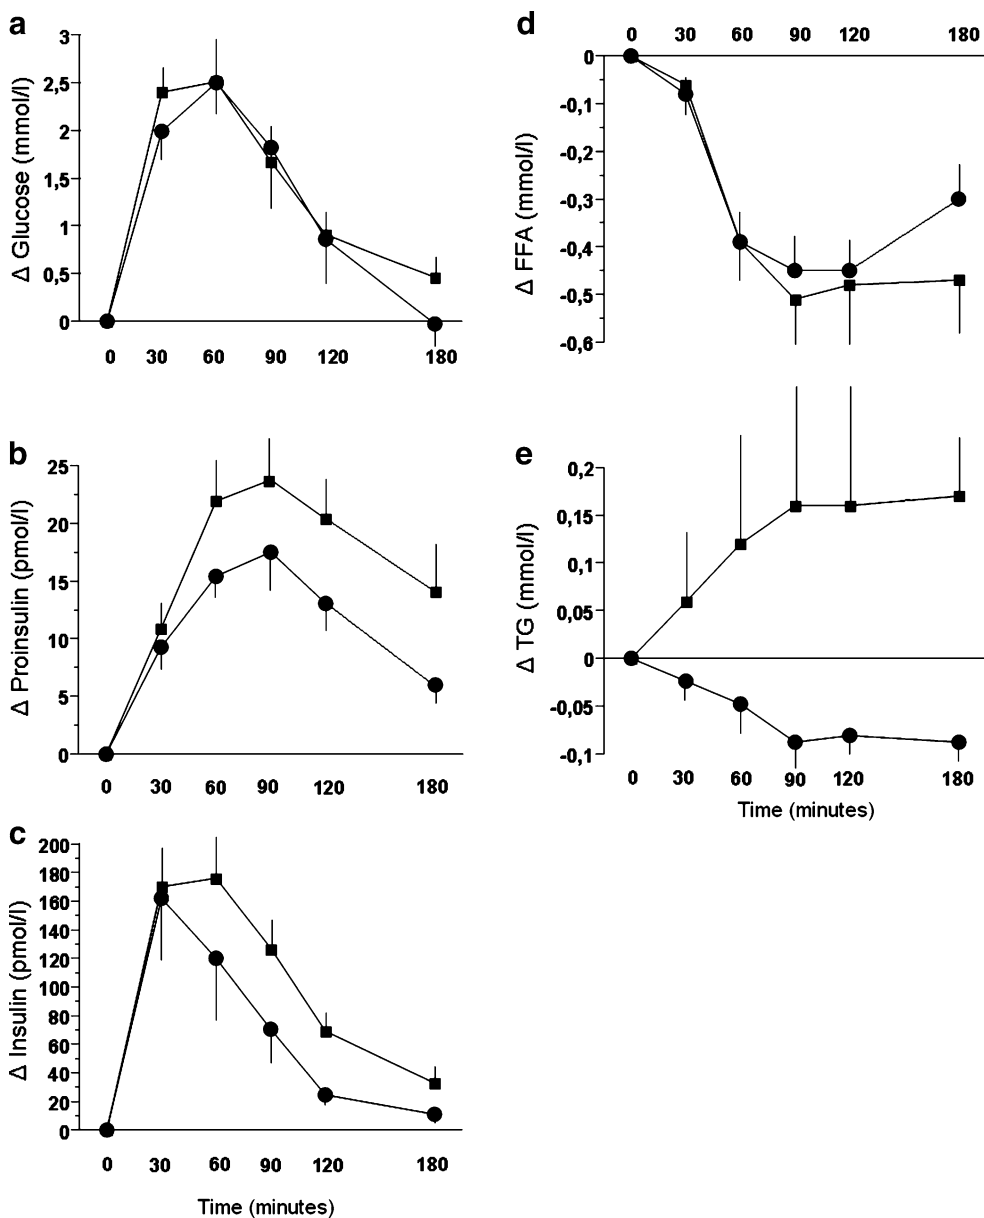 a
Δ Glucose (mmol/l)
3
2,5
2
1,5
1
0,5
0
0 30 60 90 120 180
b
Δ Proinsulin (pmol/l)
25
20
15
10
5
0
0 30 60 90 120 180
c
Δ Insulin (pmol/l)
200
180
160
140
120
100
80
60
40
20
0
0 30 60 90 120 180
Time (minutes)
d
0 30 60 90 120 180
Δ FFA (mmol/l)
0
-0,1
-0,2
-0,3
-0,4
-0,5
-0,6
e
Δ TG (mmol/l)
0,2
0,15
0,1
0,05
0
-0,05
-0,1
0 30 60 90 120 180
Time (minutes)